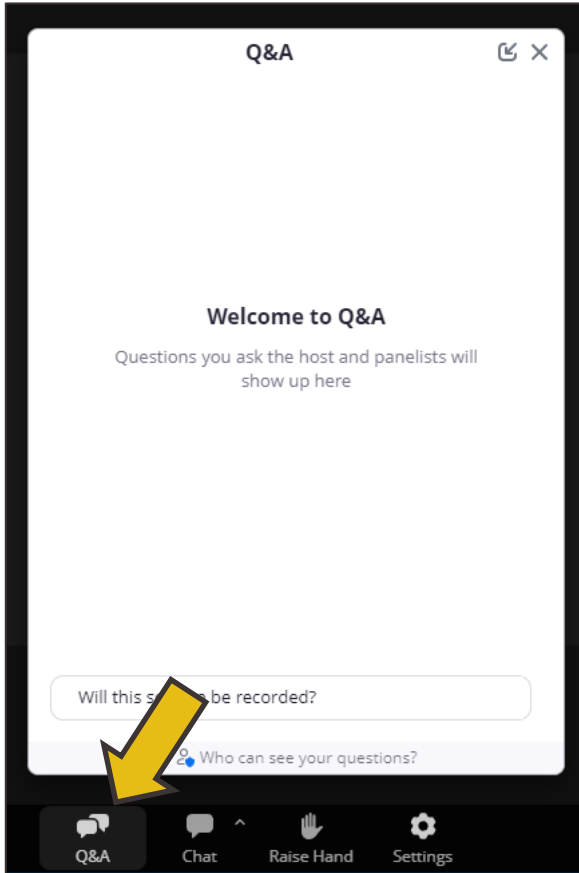 Q&A
Welcome to Q&A
Questions you ask the host and panelists will
show up here
Will this be recorded?
Who can see your questions?
Q&A Chat Raise Hand Settings